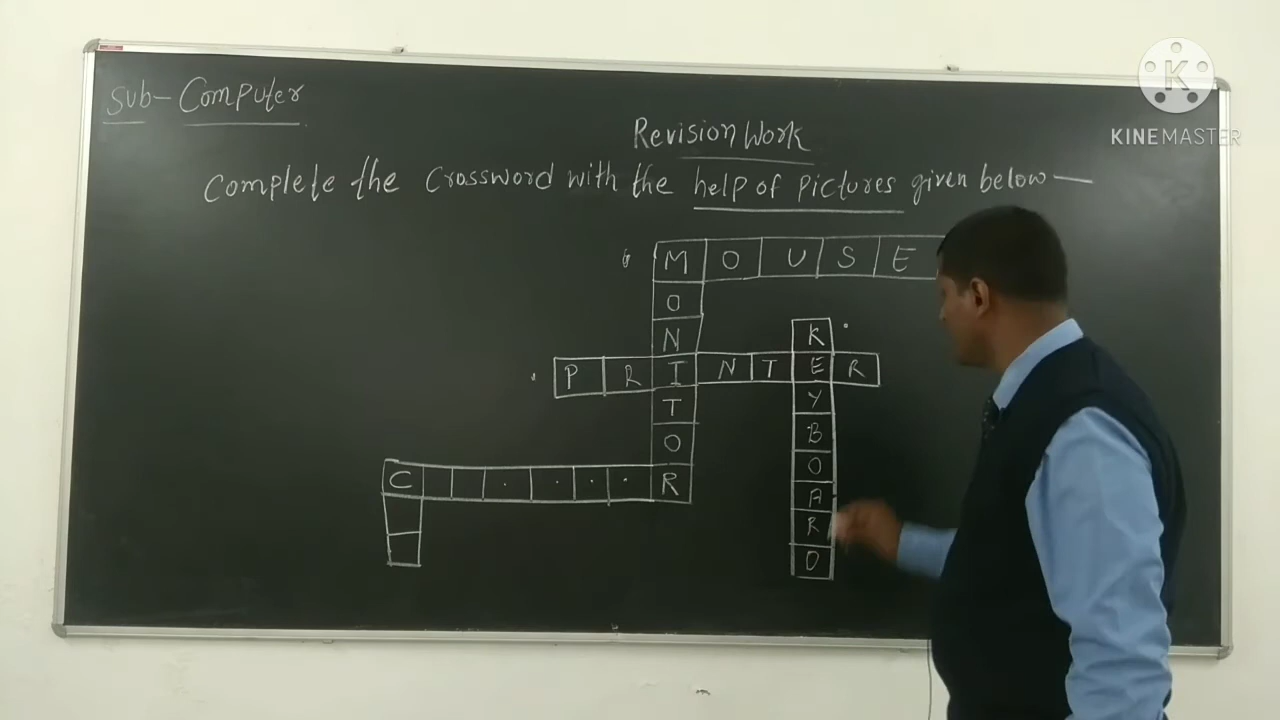 Sub- Computer
K
KINEMASTER
Revision Work
Complete the Crossword with the help of pictures given below —
M O U S E
O
N
K
P R I N T E R
T
Y
O
B
O
C R
A
R
D